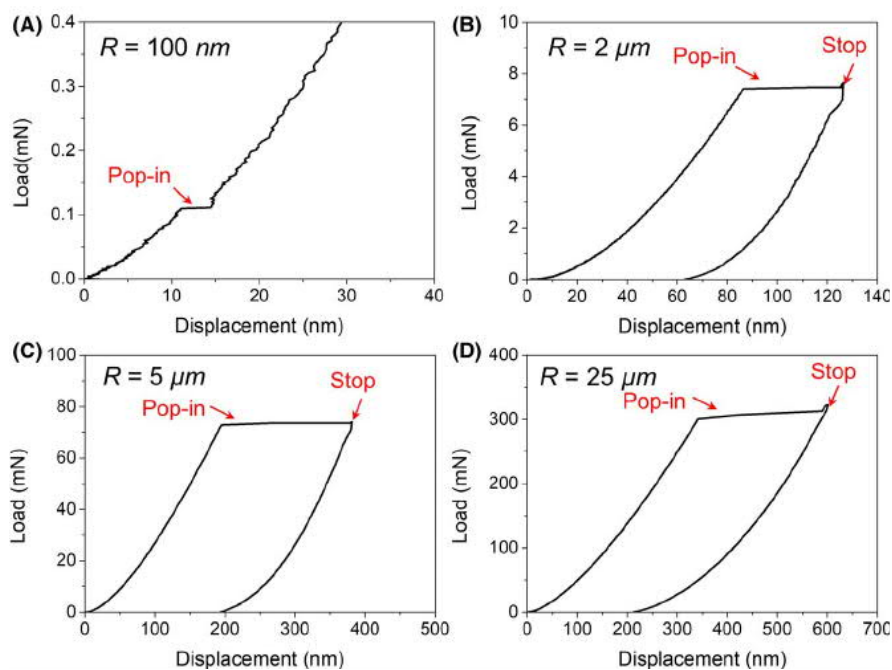 (A)
R = 100 nm
Pop-in
Load(mN)
0.4
0.3
0.2
0.1
0.0
0 10 20 30 40
Displacement (nm)
(B)
R = 2 μm
Pop-in
Stop
Load (mN)
10
8
6
4
2
0
0 20 40 60 80 100 120 140
Displacement (nm)
(C)
R = 5 μm
Pop-in
Stop
Load (mN)
100
80
60
40
20
0
0 100 200 300 400 500
Displacement (nm)
(D)
R = 25 μm
Pop-in
Stop
Load (mN)
400
300
200
100
0
0 100 200 300 400 500 600 700
Displacement (nm)